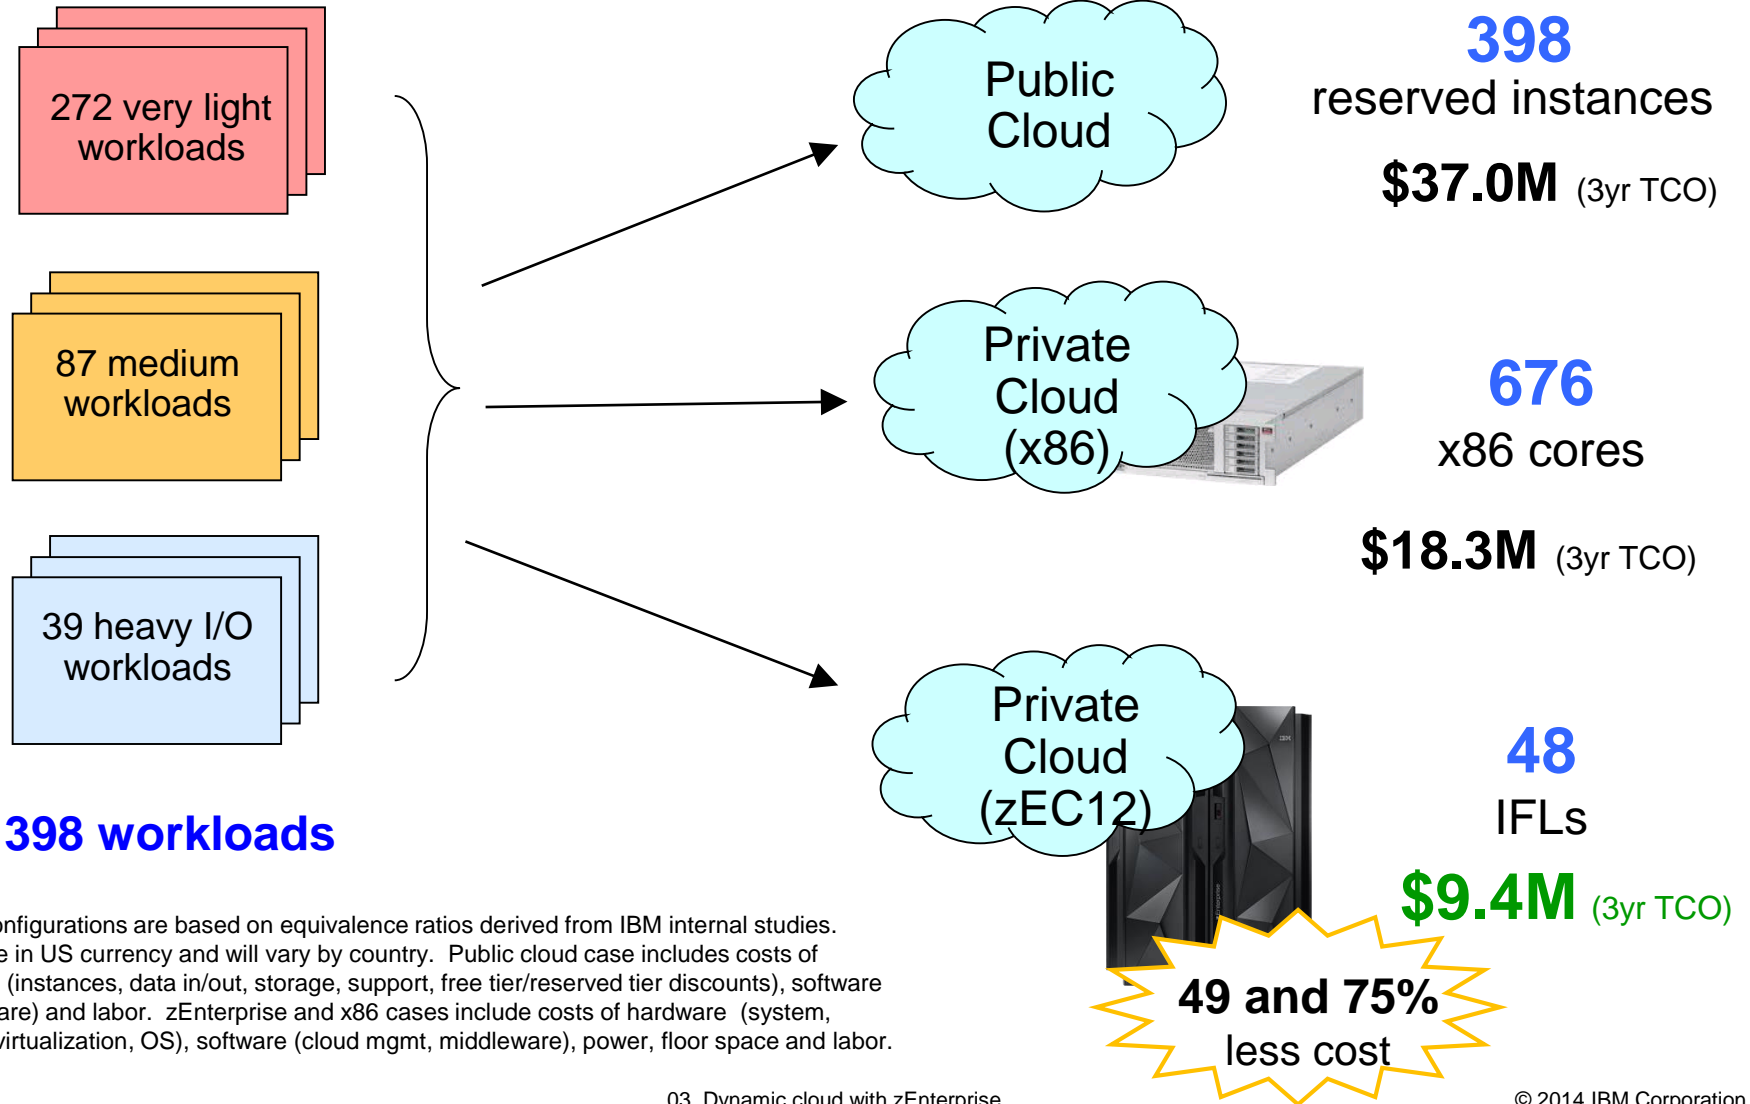 272 very light
workloads
87 medium
workloads
39 heavy I/O
workloads
398 workloads
Public
Cloud
398
reserved instances
$37.0M (3yr TCO)
Private
Cloud
(x86)
676
x86 cores
$18.3M (3yr TCO)
Private
Cloud
(zEC12)
48
IFLs
$9.4M (3yr TCO)
49 and 75%
less cost
onfigurations are based on equivalence ratios derived from IBM internal studies.
e in US currency and will vary by country. Public cloud case includes costs of
(instances, data in/out, storage, support, free tier/reserved tier discounts), software
are) and labor. zEnterprise and x86 cases include costs of hardware (system,
virtualization, OS), software (cloud mgmt, middleware), power, floor space and labor.
03. Dynamic cloud with zEnterprise
© 2014 IBM Corporation